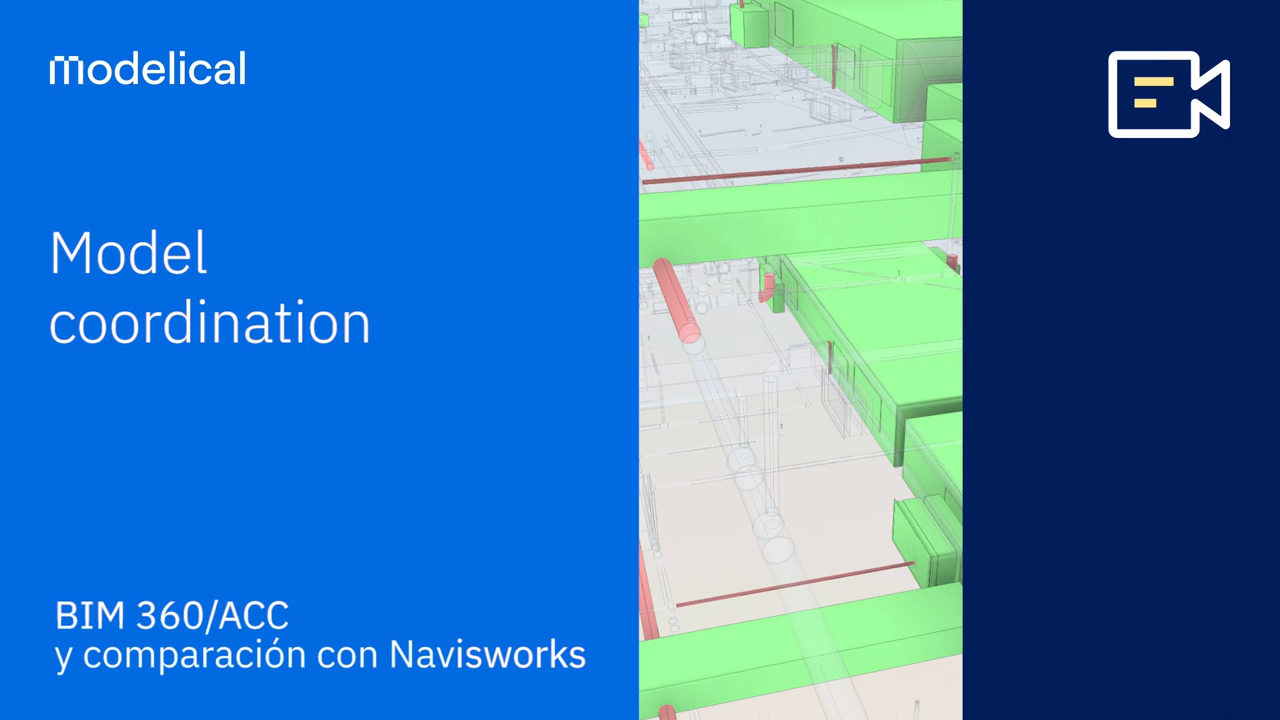 modelical
Model
coordination
BIM 360/ACC
y comparación con Navisworks